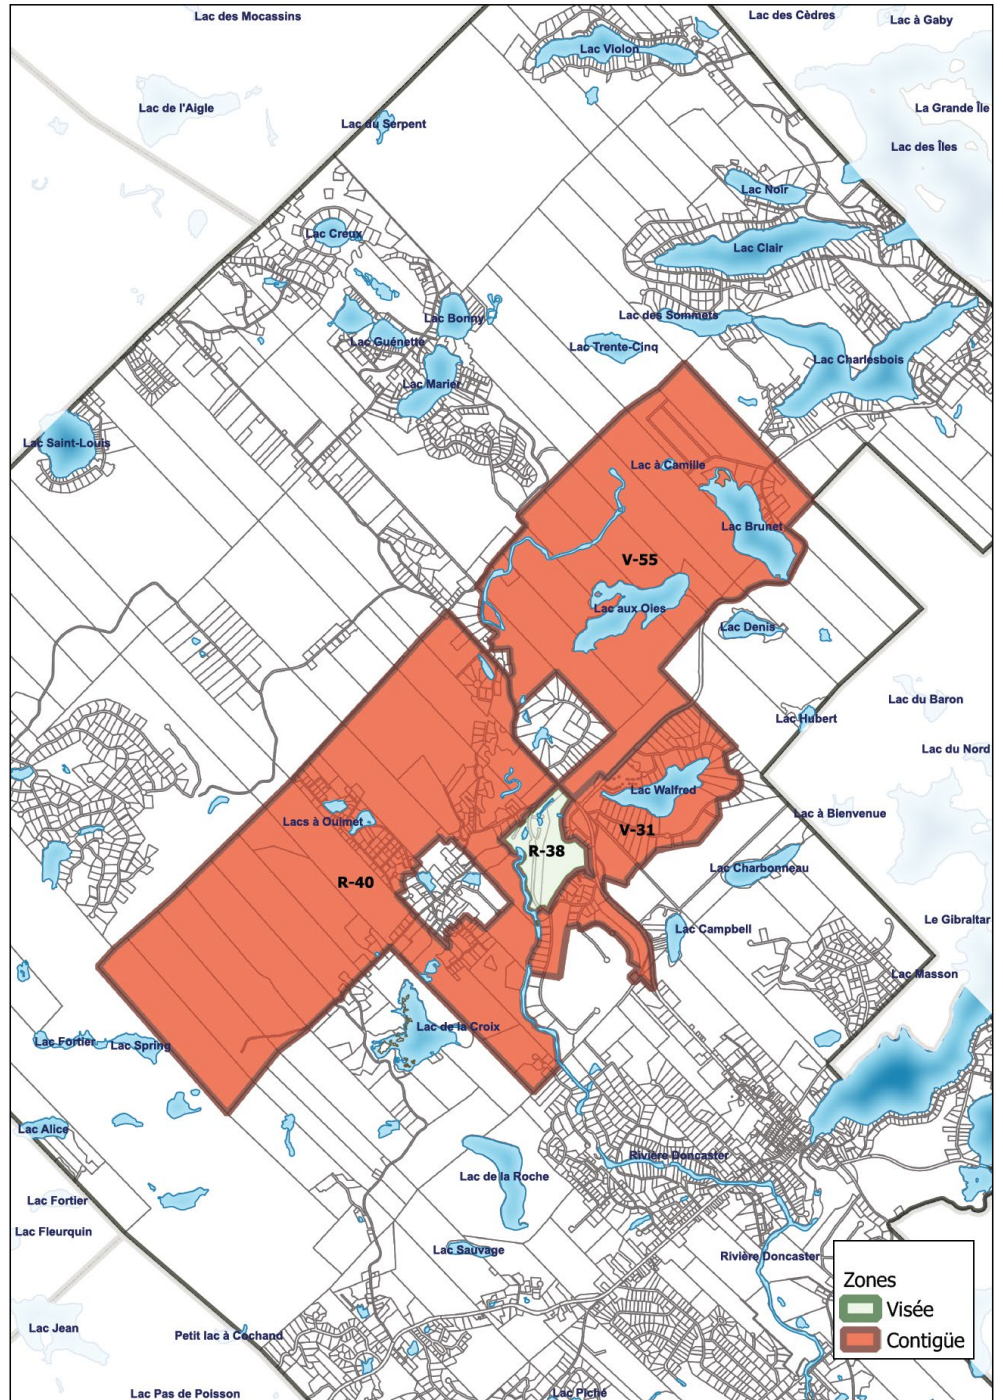 Lac des Mocassins
Lac des Cèdres
Lac à Gaby
Lac Violon
Lac de l'Aigle
La Grande Île
Lac du Serpent
Lac des Îles
Lac Noir
Lac Creux
Lac Clair
Lac des Sommets
Lac Bonny
Lac Guénette
Lac Trente-Cinq
Lac Charlesbois
Lac Marier
Lac Saint-Louis
Lac à Camille
Lac Brunet
V-55
Lac aux Oies
Lac Denis
Lac du Baron
Lac Hubert
Lac du Nord
Lac Walfred
Lac à Bienvenue
Lacs à Ouimet
V-31
R-38
Lac Charbonneau
R-40
Le Gibraltar
Lac Campbell
Lac Masson
Lac de la Croix
Lac Fortier
Lac Spring
Lac Alice
Rivière Doncaster
Lac de la Roche
Lac Fortier
Lac Fleurquin
Lac Sauvage
Rivière Doncaster
Zones
Visée
Contigüe
Lac Jean
Petit lac à Cochand
Lac Pas de Poisson
Lac Piché